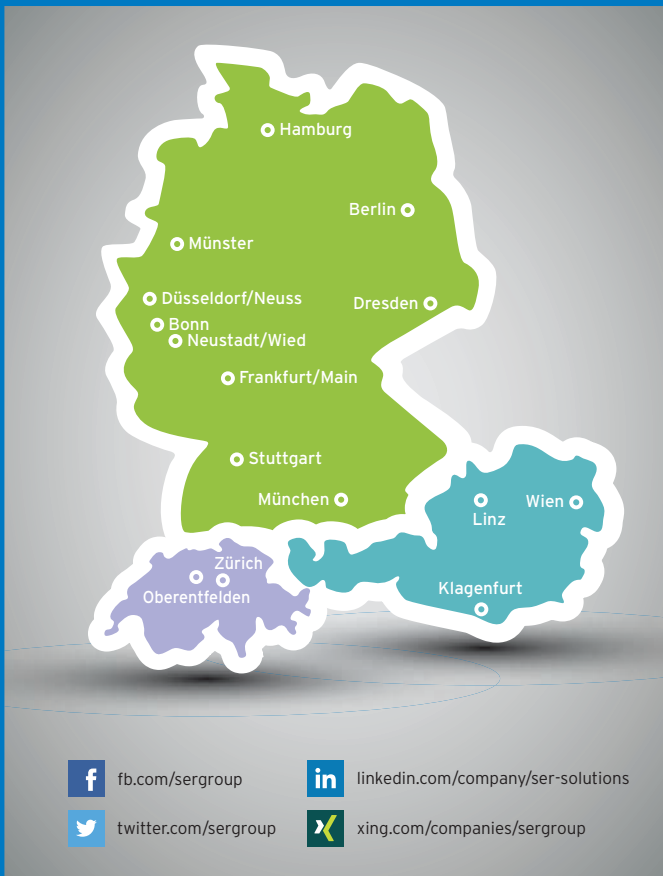 Hamburg
Berlin
Münster
Düsseldorf/Neuss
Dresden
Bonn
Neustadt/Wied
Frankfurt/Main
Stuttgart
München
Linz
Wien
Zürich
Oberentfelden
Klagenfurt
fb.com/sergroup
linkedin.com/company/ser-solutions
twitter.com/sergroup
xing.com/companies/sergroup